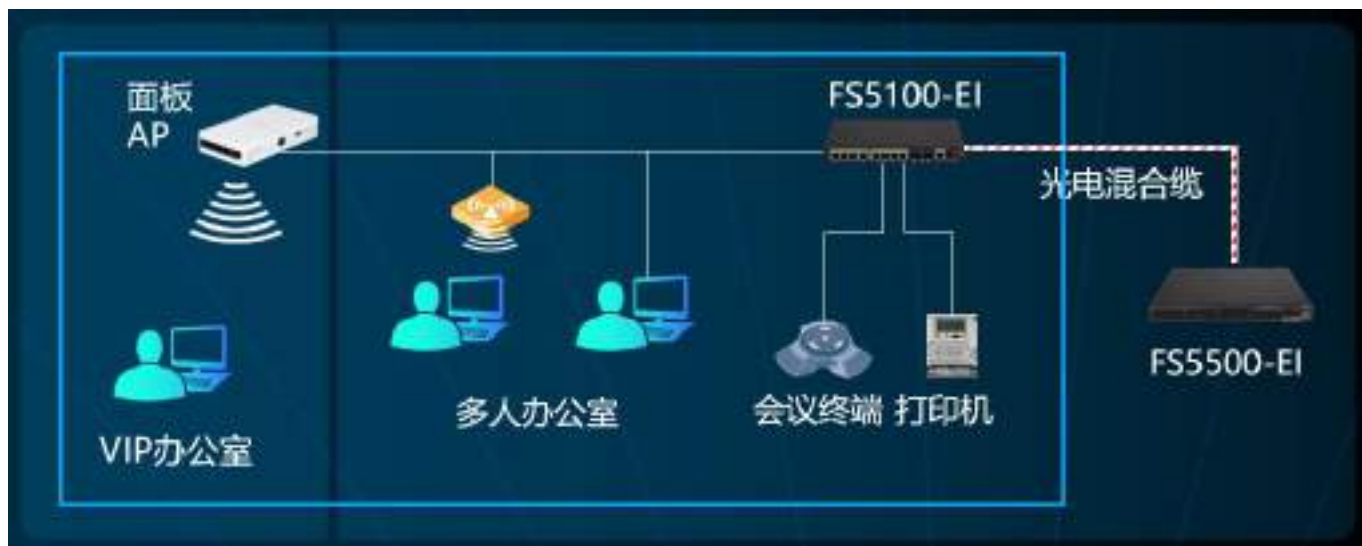 面板
AP
FS5100-EI
光电混合缆
FS5500-EI
多人办公室
会议终端 打印机
VIP办公室